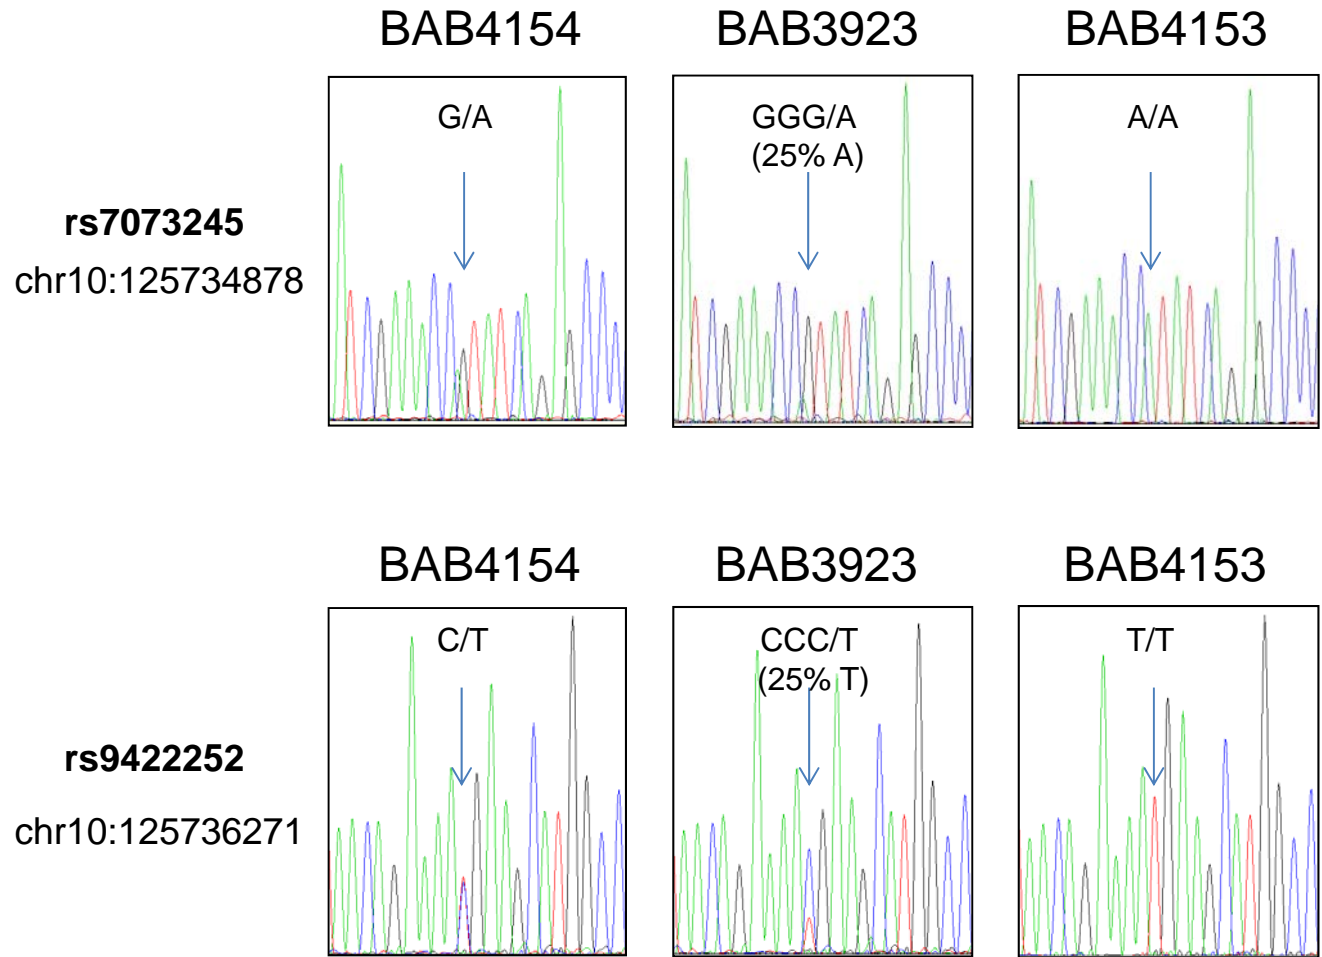 BAB4154 BAB3923 BAB4153
G/A GGG/A A/A
(25% A)
rs7073245
chr10:125734878
BAB4154 BAB3923 BAB4153
C/T CCC/T T/T
(25% T)
rs9422252
chr10:125736271